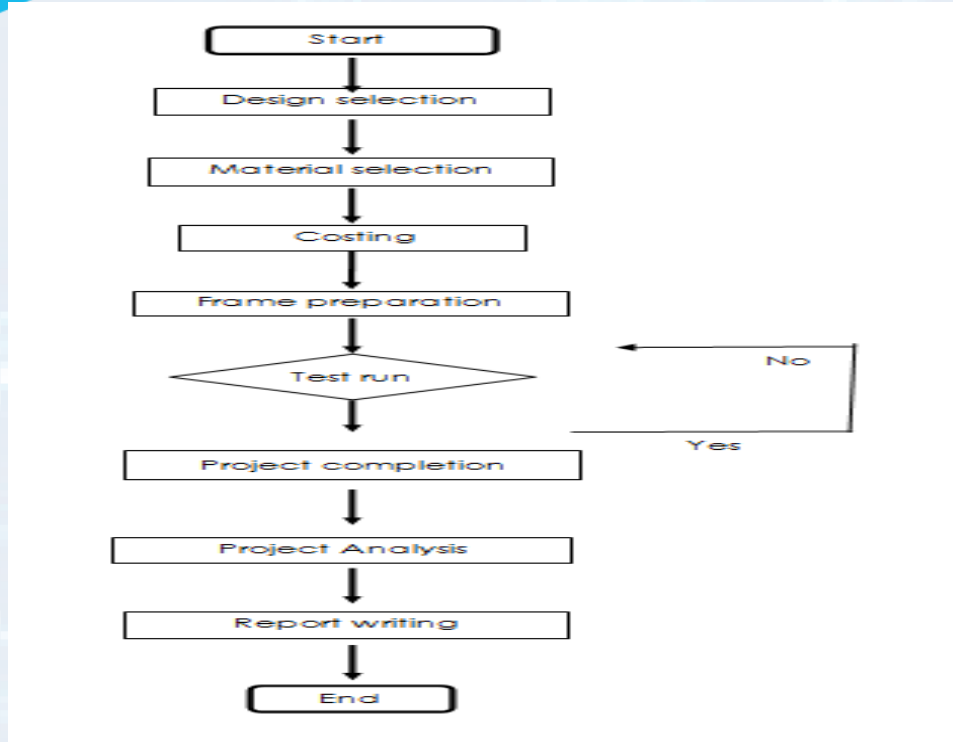 Start
Design selection
Material selection
Costing
Frame preparation
Test run
No
Yes
Project completion
Project Analysis
Report writing
End